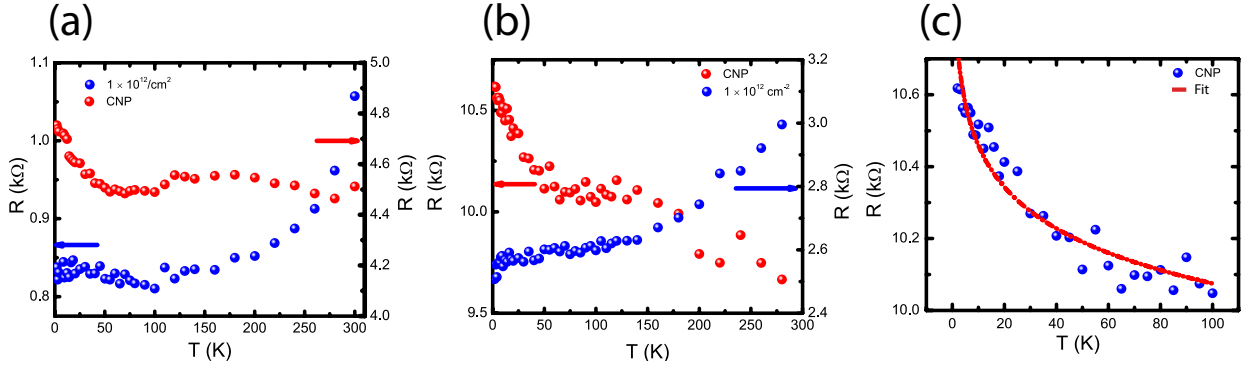 (a)
1.1
1.0
0.9
0.8
R (kΩ)
0
50
100
150
200
250
300
T (K)
5.0
4.8
4.6
4.4
4.2
4.0
R (kΩ)
1 × 10¹²/cm²
CNP
(b)
10.5
10.0
9.5
R (kΩ)
0
50
100
150
200
250
300
T (K)
3.2
3.0
2.8
2.6
2.4
R (kΩ)
CNP
1 × 10¹² cm⁻²
(c)
10.6
10.4
10.2
10.0
R (kΩ)
0
20
40
60
80
100
T (K)
CNP
Fit